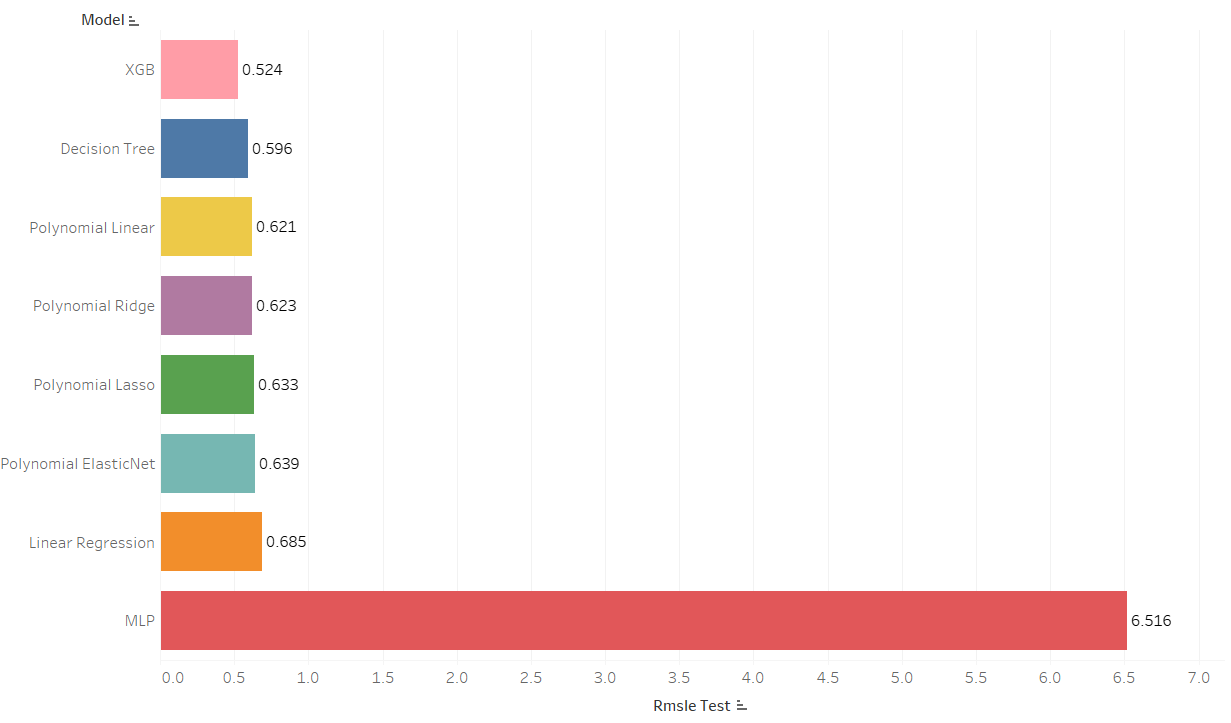 Model
XGB 0.524
Decision Tree 0.596
Polynomial Linear 0.621
Polynomial Ridge 0.623
Polynomial Lasso 0.633
Polynomial ElasticNet 0.639
Linear Regression 0.685
MLP 6.516
0.0 0.5 1.0 1.5 2.0 2.5 3.0 3.5 4.0 4.5 5.0 5.5 6.0 6.5 7.0
Rmsle Test